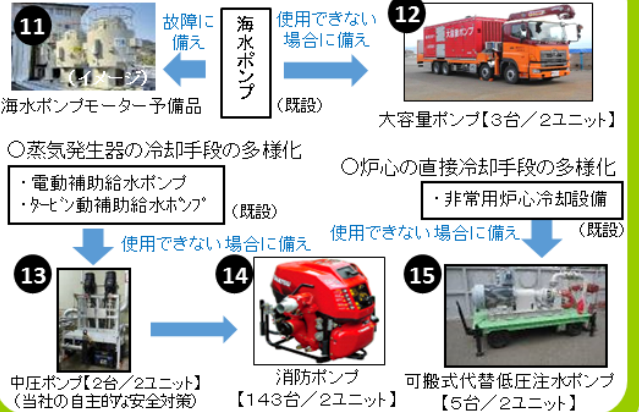 11
故障に
備え
海水ポンプ
使用できない
場合に備え
12
大容量ポンプ
(イメージ)
海水ポンプモーター予備品
(既設)
大容量ポンプ【3台/2ユニット】
○蒸気発生器の冷却手段の多様化
・電動補助給水ポンプ
・タービン動補助給水ポンプ
(既設)
○炉心の直接冷却手段の多様化
・非常用炉心冷却設備
(既設)
使用できない場合に備え
使用できない場合に備え
13
14
15
中圧ポンプ【2台/2ユニット】
(当社の自主的な安全対策)
消防ポンプ
【143台/2ユニット】
可搬式代替低圧注水ポンプ
【5台/2ユニット】